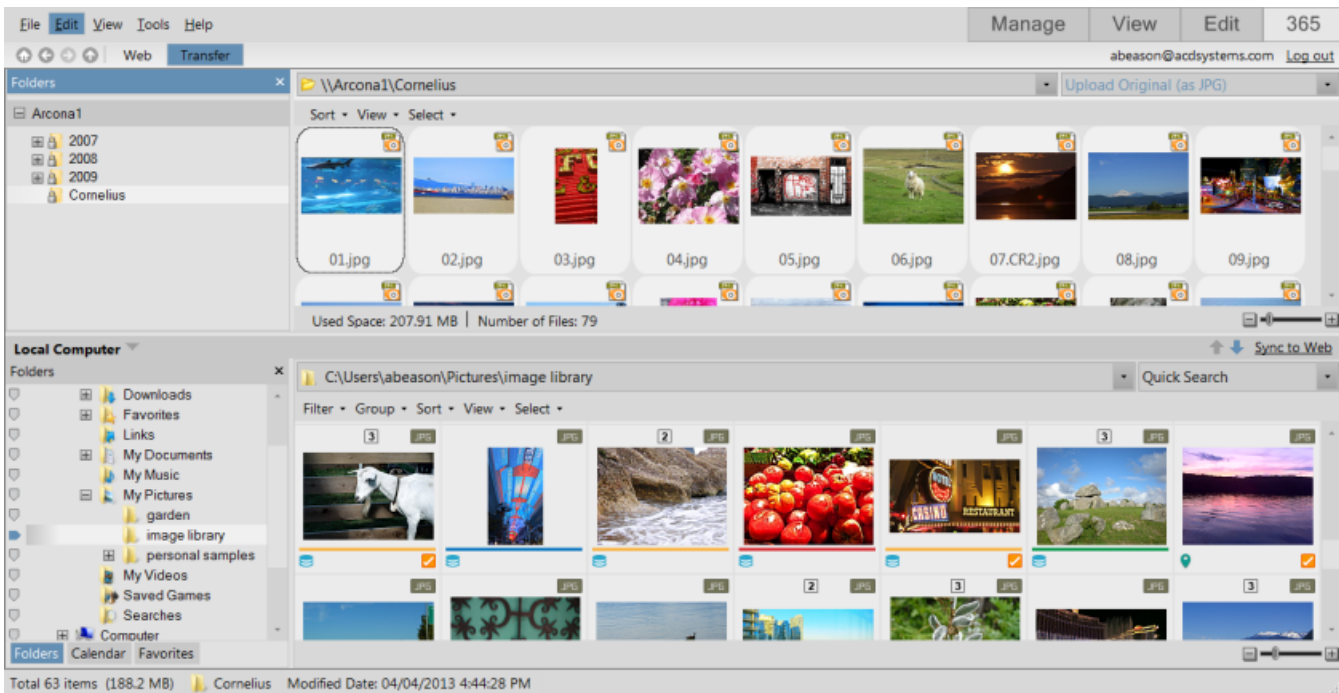 File Edit View Tools Help Manage View Edit 365
Web Transfer abeason@acdsystems.com Log out
Folders × \\Arcona1\Cornelius Upload Original (as JPG)
Arcona1 Sort View Select
2007
2008
2009
Cornelius
01.jpg 02.jpg 03.jpg 04.jpg 05.jpg 06.jpg 07.CR2.jpg 08.jpg 09.jpg
Used Space: 207.91 MB | Number of Files: 79
Local Computer Sync to Web
Folders × C:\Users\abeason\Pictures\image library Quick Search
Downloads
Favorites
Links
My Documents
My Music
My Pictures
garden
image library
personal samples
My Videos
Saved Games
Searches
Computer
Filter Group Sort View Select
3 JPG JPG 2 JPG JPG JPG 3 JPG JPG
HOTEL
CASINO RESTAURANT
JPG JPG JPG 2 JPG 3 JPG JPG 3 JPG
Folders Calendar Favorites
Total 63 items (188.2 MB) Cornelius Modified Date: 04/04/2013 4:44:28 PM